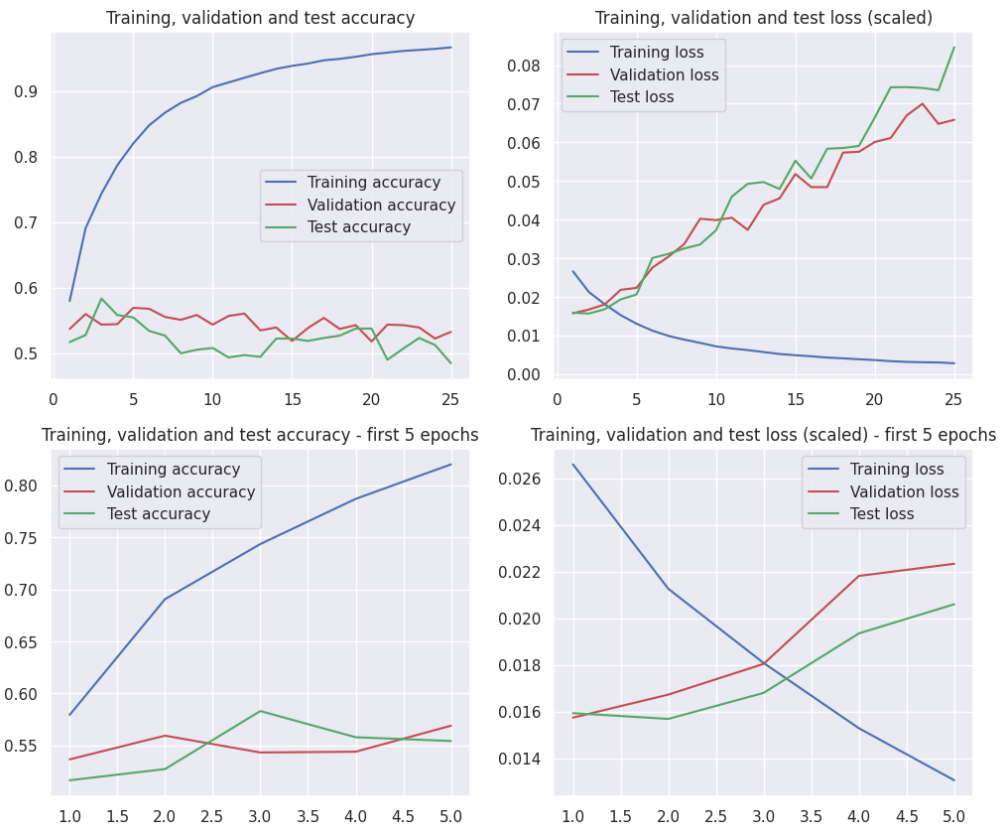 Training, validation and test accuracy
0.9
0.8
0.7
0.6
0.5
Training accuracy
Validation accuracy
Test accuracy
0 5 10 15 20 25
Training, validation and test loss (scaled)
0.08
0.07
0.06
0.05
0.04
0.03
0.02
0.01
0.00
Training loss
Validation loss
Test loss
0 5 10 15 20 25
Training, validation and test accuracy - first 5 epochs
0.80
0.75
0.70
0.65
0.60
0.55
Training accuracy
Validation accuracy
Test accuracy
1.0 1.5 2.0 2.5 3.0 3.5 4.0 4.5 5.0
Training, validation and test loss (scaled) - first 5 epochs
0.026
0.024
0.022
0.020
0.018
0.016
0.014
Training loss
Validation loss
Test loss
1.0 1.5 2.0 2.5 3.0 3.5 4.0 4.5 5.0